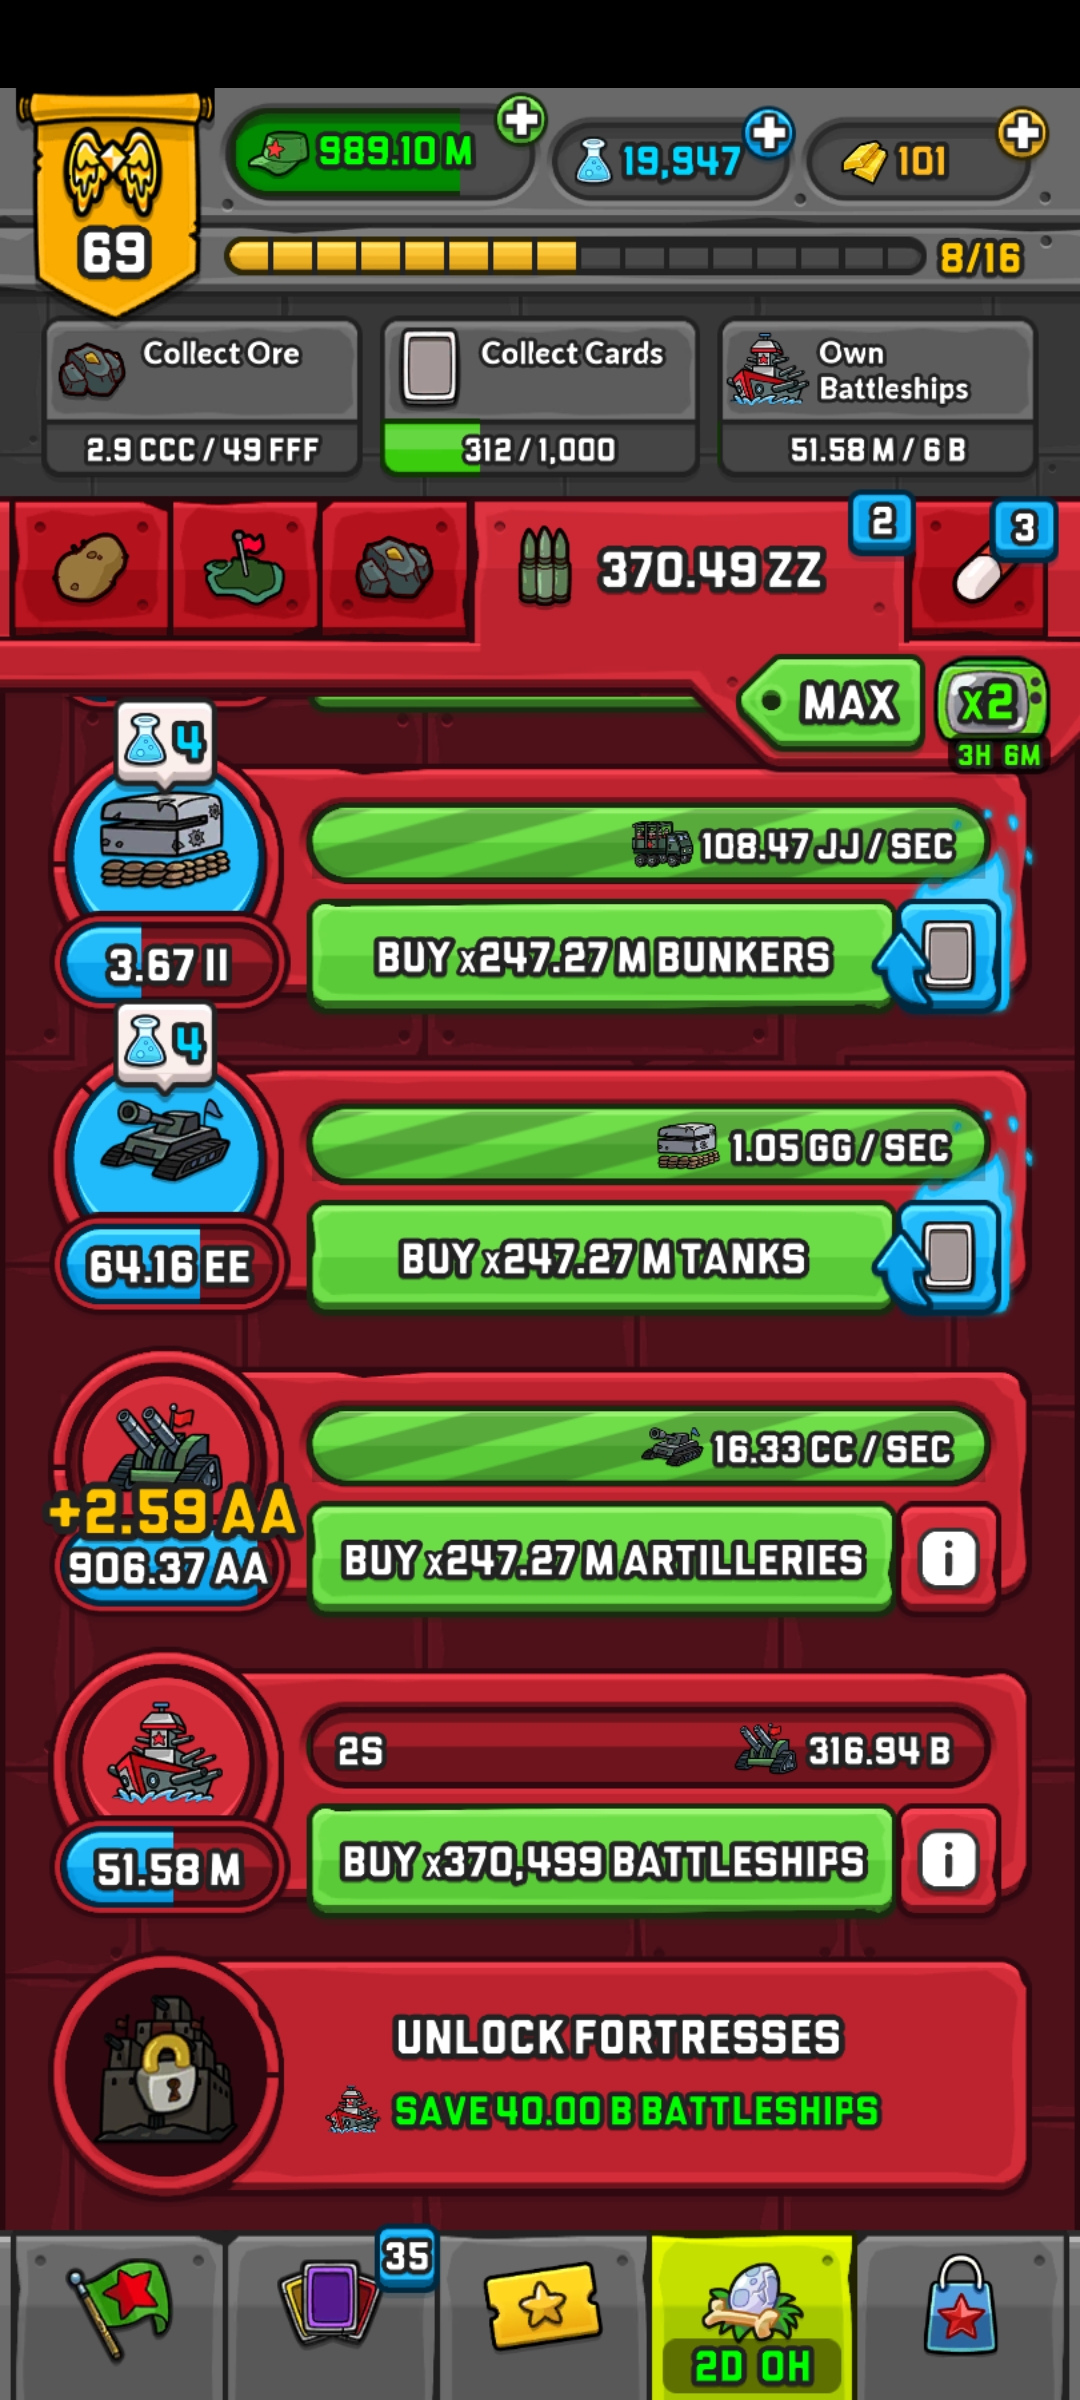 69
989.10 M
19,947
101
8/16
Collect Ore
2.9 CCC / 49 FFF
Collect Cards
312 / 1,000
Own
Battleships
51.58 M / 6 B
370.49 ZZ
2
3
MAX
x2
3H 6M
4
108.47 JJ / SEC
3.67 II
BUY x247.27 M BUNKERS
4
1.05 GG / SEC
64.16 EE
BUY x247.27 M TANKS
16.33 CC / SEC
+2.59 AA
906.37 AA
BUY x247.27 M ARTILLERIES
i
2S
316.94 B
51.58 M
BUY x370,499 BATTLESHIPS
i
UNLOCK FORTRESSES
SAVE 40.00 B BATTLESHIPS
35
2D 0H